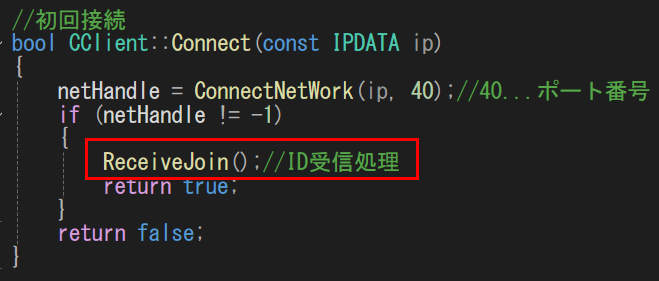 //初回接続
bool CClient::Connect(const IPDATA ip)
{
netHandle = ConnectNetWork(ip, 40);//40...ポート番号
if (netHandle != -1)
{
ReceiveJoin();//ID受信処理
return true;
}
return false;
}